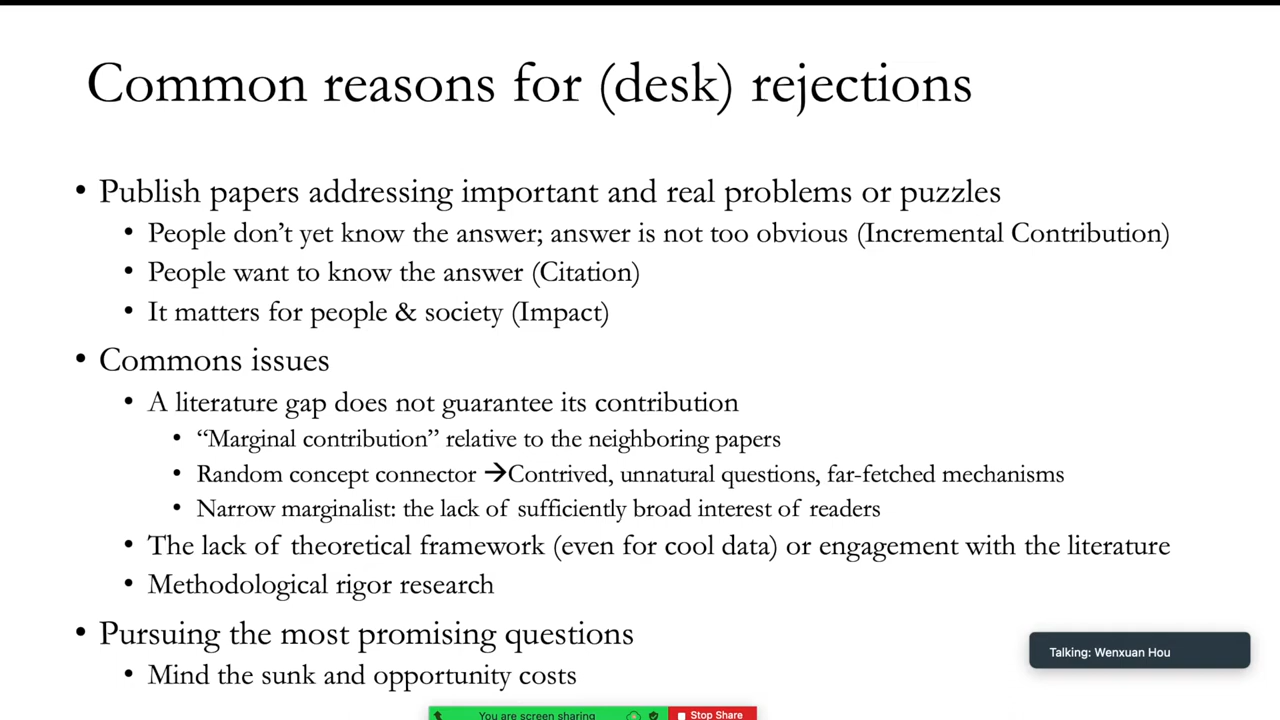 Common reasons for (desk) rejections
• Publish papers addressing important and real problems or puzzles
• People don’t yet know the answer; answer is not too obvious (Incremental Contribution)
• People want to know the answer (Citation)
• It matters for people & society (Impact)
• Commons issues
• A literature gap does not guarantee its contribution
• “Marginal contribution” relative to the neighboring papers
• Random concept connector ➔Contrived, unnatural questions, far-fetched mechanisms
• Narrow marginalist: the lack of sufficiently broad interest of readers
• The lack of theoretical framework (even for cool data) or engagement with the literature
• Methodological rigor research
• Pursuing the most promising questions
• Mind the sunk and opportunity costs
Talking: Wenxuan Hou
You are screen sharing
Stop Share